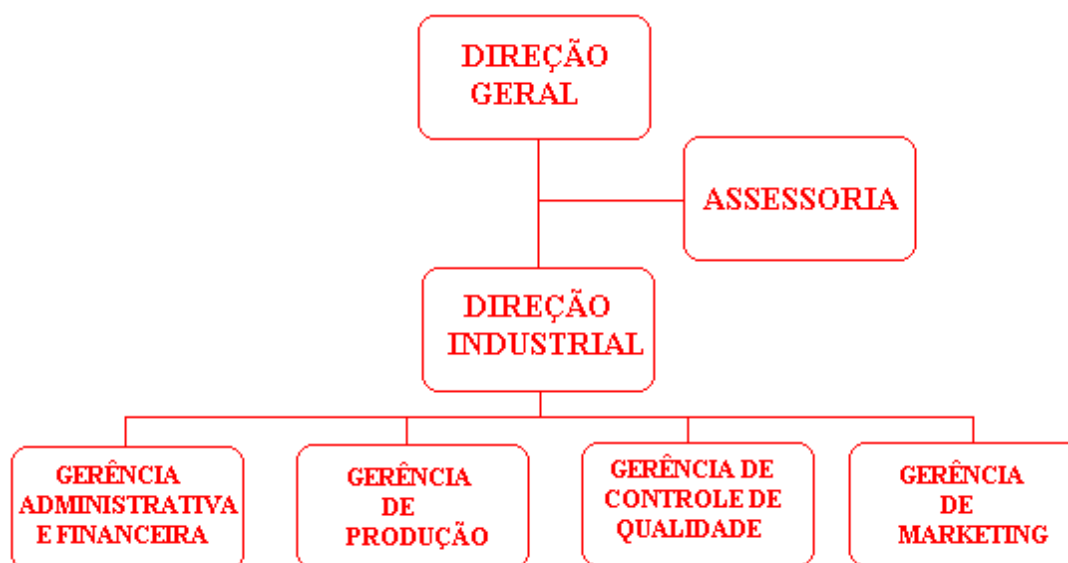 DIREÇÃO
GERAL
ASSESSORIA
DIREÇÃO
INDUSTRIAL
GERÊNCIA
ADMINISTRATIVA
E FINANCEIRA
GERÊNCIA
DE
PRODUÇÃO
GERÊNCIA DE
CONTROLE DE
QUALIDADE
GERÊNCIA
DE
MARKETING